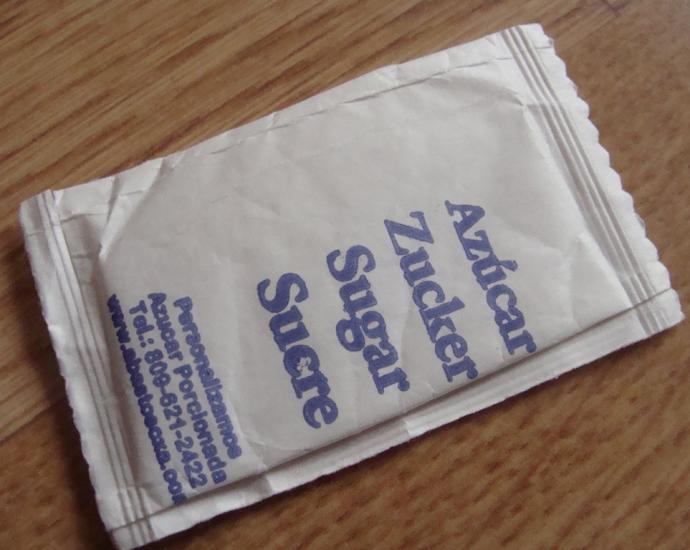 Azúcar
Zucker
Sugar
Sucre
Personalizamos
Azucar Porcionada
Tel.: 809-621-2422